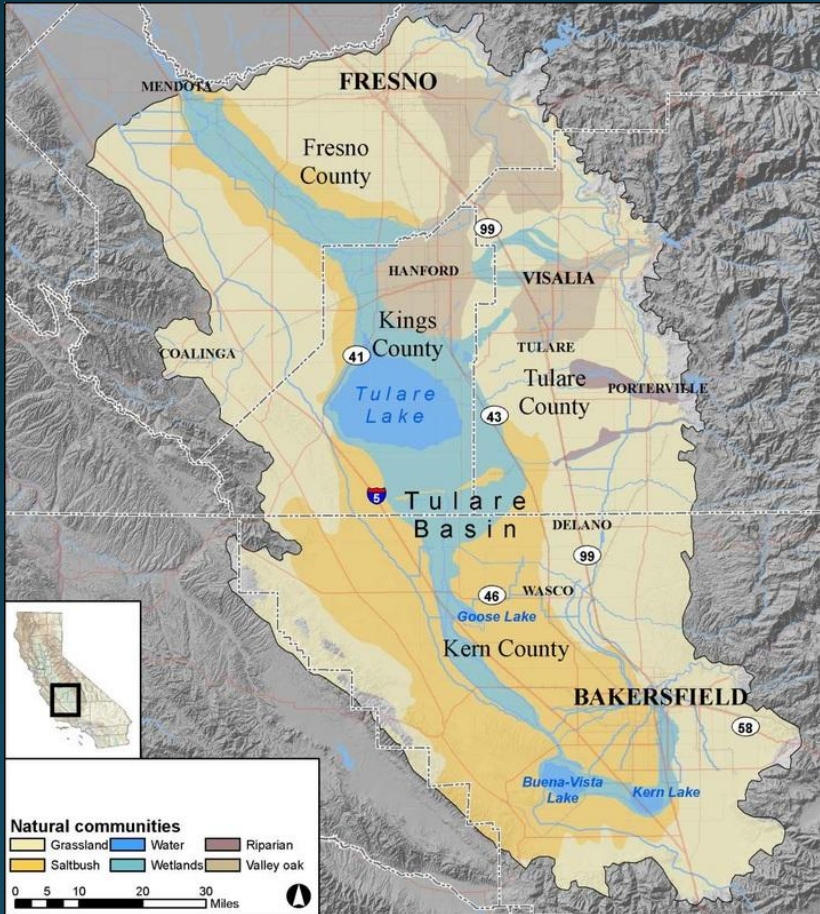 MENDOTA
FRESNO
Fresno
County
99
HANFORD
VISALIA
Kings
County
COALINGA
41
TULARE
Tulare
County
PORTERVILLE
Tulare
Lake
43
5
Tulare
Basin
DELANO
99
46
WASCO
Goose Lake
Kern County
BAKERSFIELD
58
Buena-Vista
Lake
Kern Lake
Natural communities
Grassland
Water
Riparian
Saltbush
Wetlands
Valley oak
0 5 10 20 30
Miles